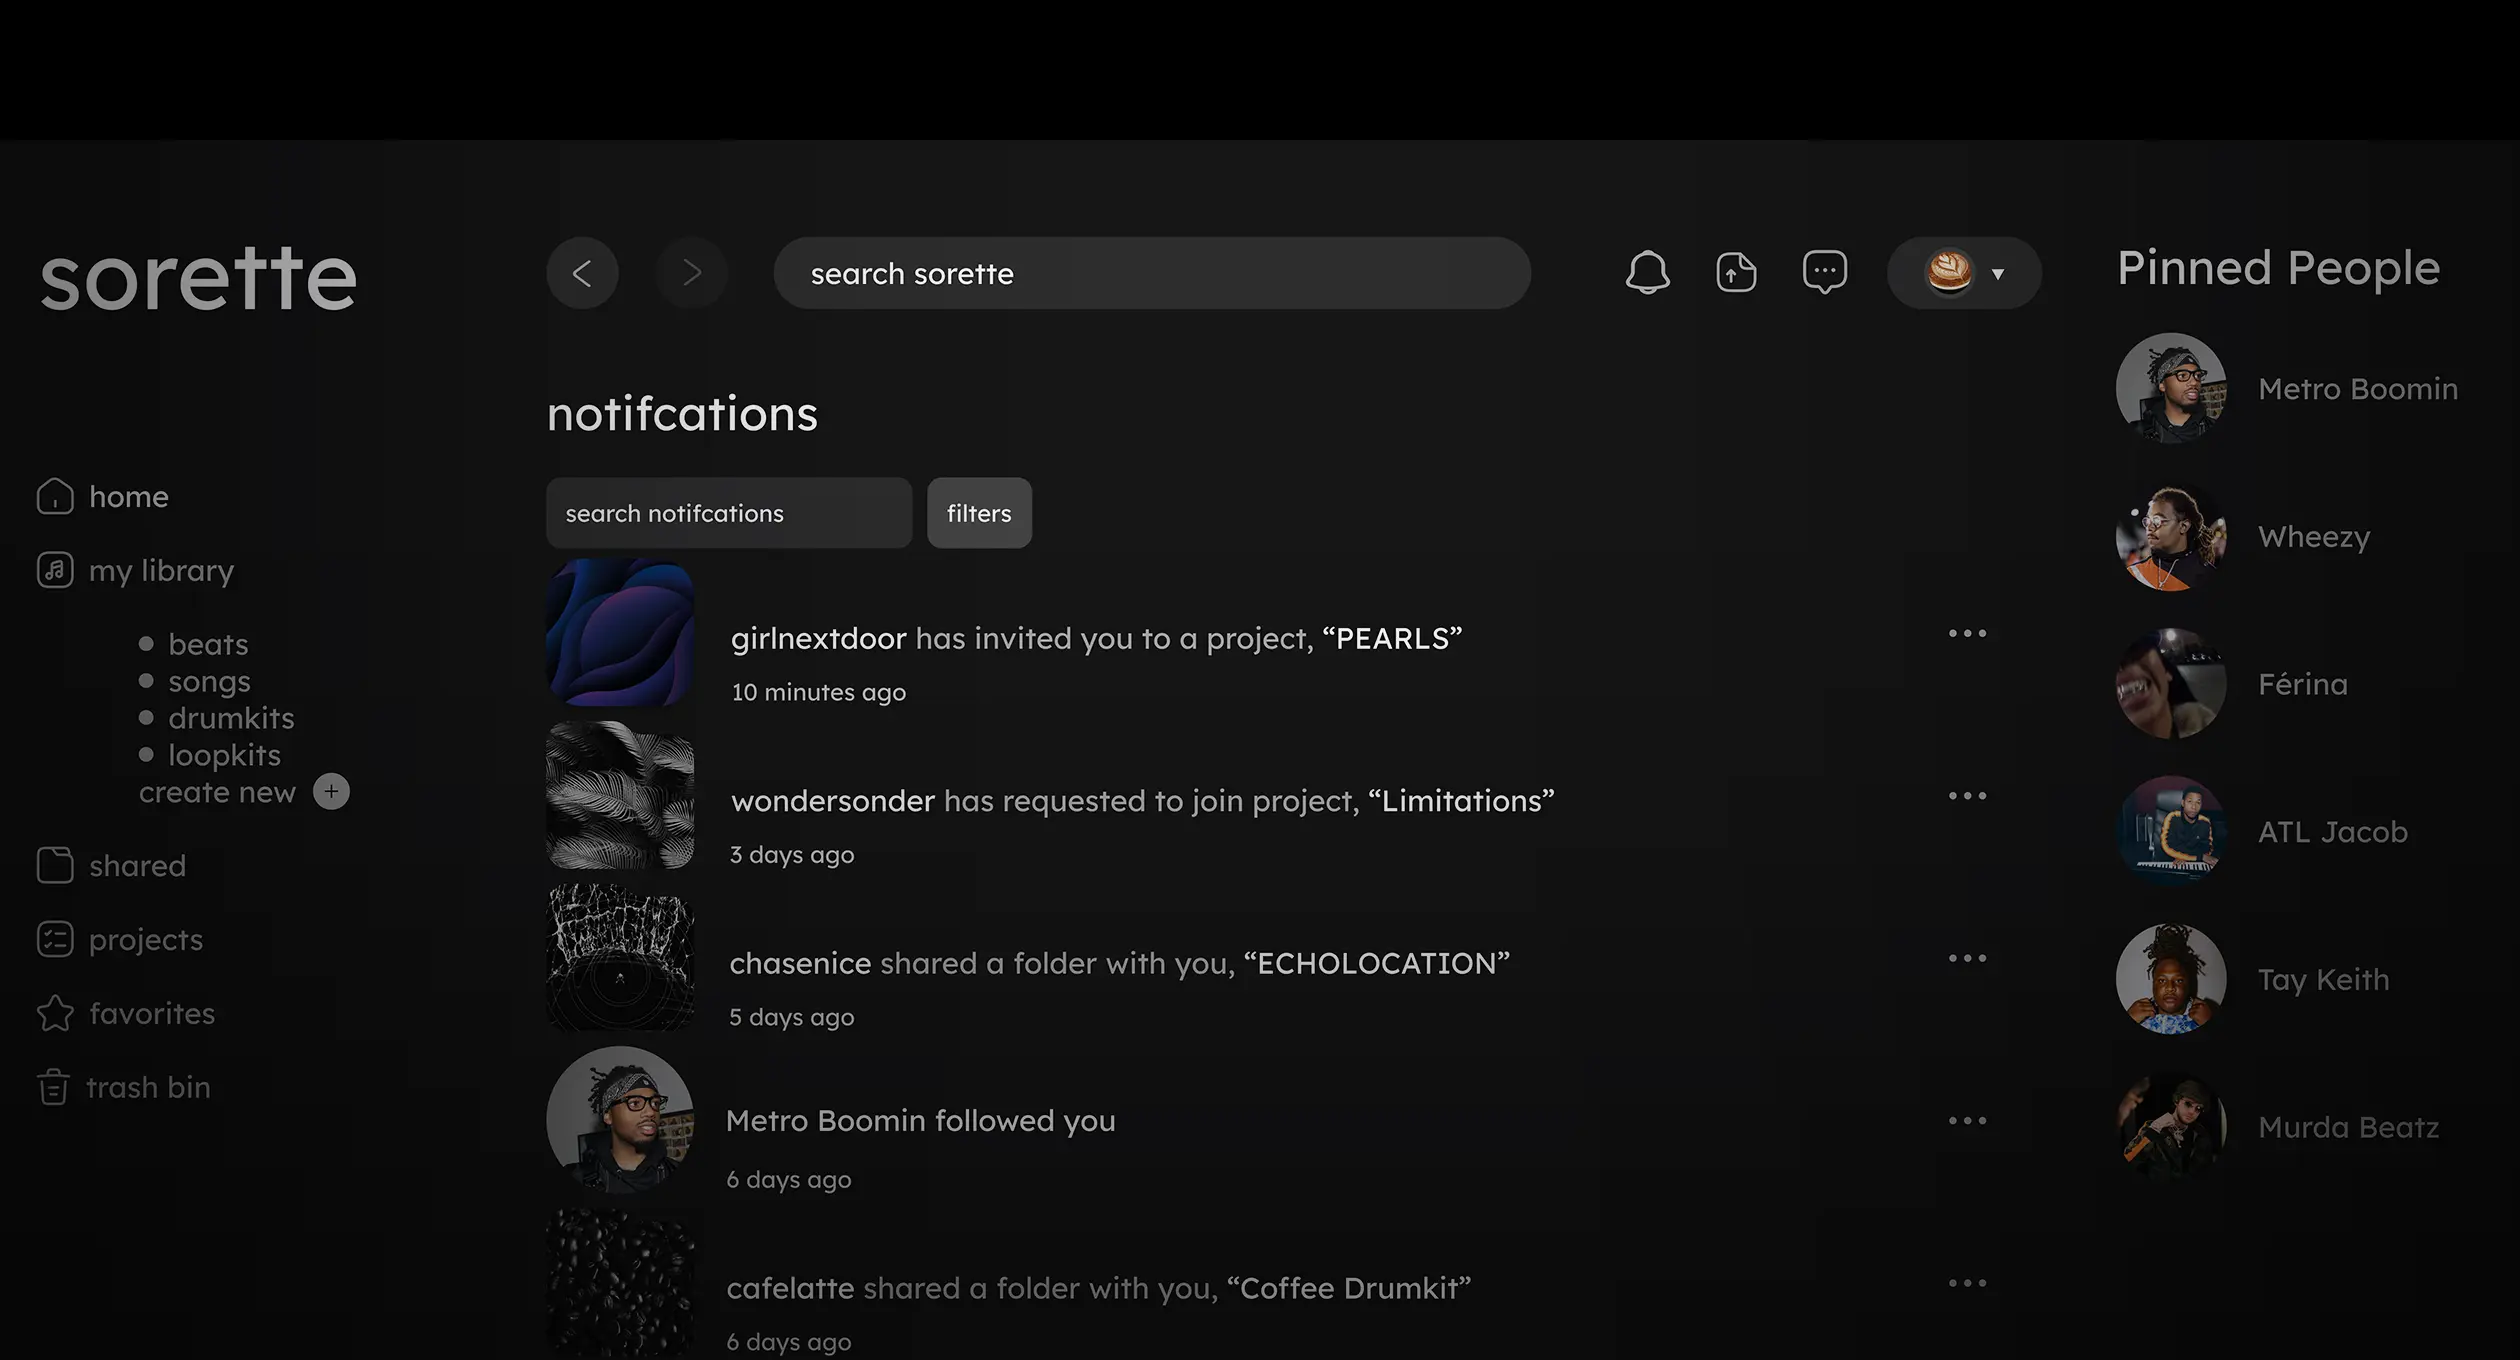 sorette
search sorette
Pinned People
notifcations
search notifcations
filters
home
my library
beats
songs
drumkits
loopkits
create new
shared
projects
favorites
trash bin
girlnextdoor has invited you to a project, “PEARLS”
10 minutes ago
wondersonder has requested to join project, “Limitations”
3 days ago
chasenice shared a folder with you, “ECHOLOCATION”
5 days ago
Metro Boomin followed you
6 days ago
cafelatte shared a folder with you, “Coffee Drumkit”
6 days ago
Metro Boomin
Wheezy
Férina
ATL Jacob
Tay Keith
Murda Beatz